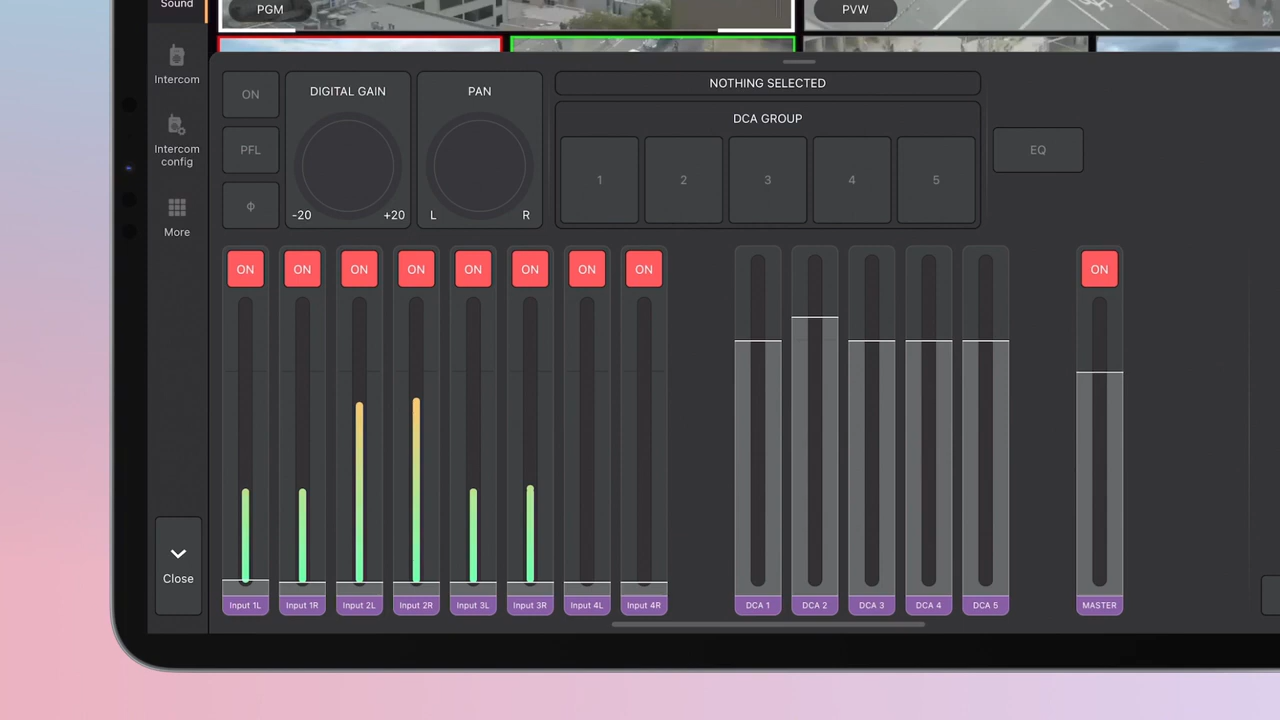 Sound
PGM
PVW
Intercom
Intercom
config
More
Close
ON
PFL
Φ
DIGITAL GAIN
-20
+20
PAN
L
R
NOTHING SELECTED
DCA GROUP
1
2
3
4
5
EQ
ON
ON
ON
ON
ON
ON
ON
ON
ON
Input 1L
Input 1R
Input 2L
Input 2R
Input 3L
Input 3R
Input 4L
Input 4R
DCA 1
DCA 2
DCA 3
DCA 4
DCA 5
MASTER